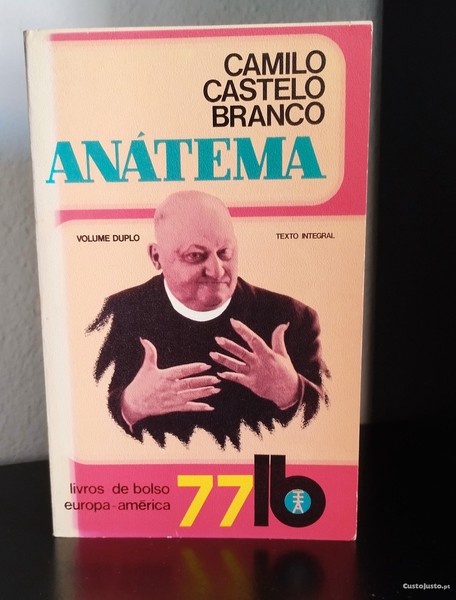 CAMILO
CASTELO
BRANCO
ANÁTEMA
VOLUME DUPLO
TEXTO INTEGRAL
livros de bolso
europa-américa
77 lb
CustoJusto.pt